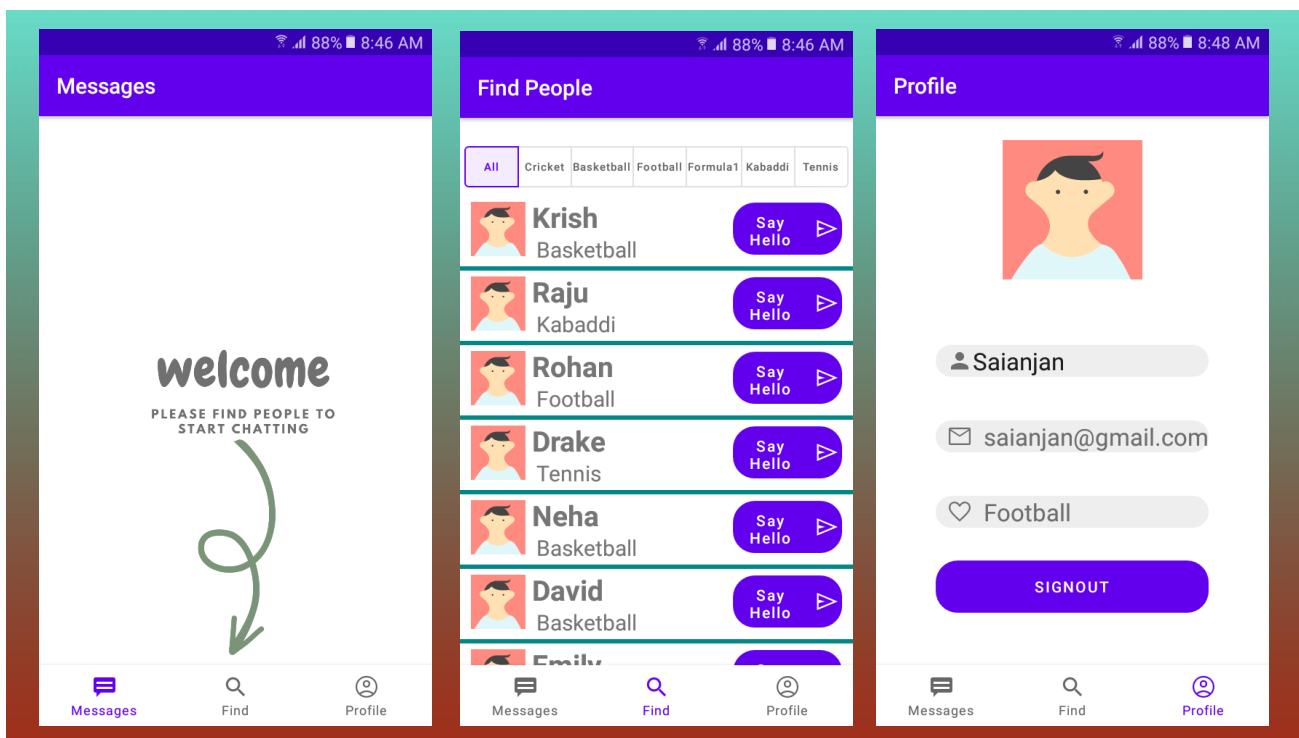 88% 8:46 AM
Messages
welcome
PLEASE FIND PEOPLE TO
START CHATTING
Messages Find Profile
88% 8:46 AM
Find People
All Cricket Basketball Football Formula1 Kabaddi Tennis
Krish
Basketball
Say
Hello
Raju
Kabaddi
Say
Hello
Rohan
Football
Say
Hello
Drake
Tennis
Say
Hello
Neha
Basketball
Say
Hello
David
Basketball
Say
Hello
Emily
Messages Find Profile
88% 8:48 AM
Profile
Saianjan
saianjan@gmail.com
Football
SIGNOUT
Messages Find Profile